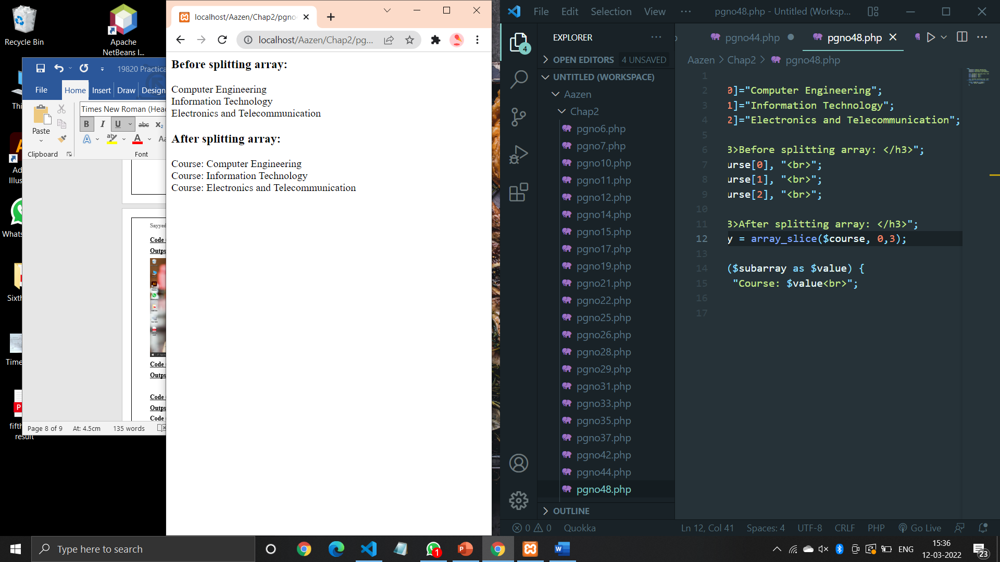 Recycle Bin
Apache
NetBeans I...
Thi
Ad
Illus
Whats
Sixth
Time
fifth
result
19820 Practica
File
Home
Insert
Draw
Design
Times New Roman (Head
Paste
B I U abc x₂
A ab A Aa
Clipboard
Font
Sayyed
Code
Outpu
Code
Outpu
Code
Outpu
Code
Page 8 of 9
At: 4.5cm
135 words
localhost/Aazen/Chap2/pgno
localhost/Aazen/Chap2/pg...
Before splitting array:
Computer Engineering
Information Technology
Electronics and Telecommunication
After splitting array:
Course: Computer Engineering
Course: Information Technology
Course: Electronics and Telecommunication
File Edit Selection View ···
pgno48.php - Untitled (Worksp...
4
EXPLORER
OPEN EDITORS
4 UNSAVED
UNTITLED (WORKSPACE)
Aazen
Chap2
pgno6.php
pgno7.php
pgno10.php
pgno11.php
pgno12.php
pgno14.php
pgno15.php
pgno17.php
pgno19.php
pgno21.php
pgno22.php
pgno25.php
pgno26.php
pgno28.php
pgno29.php
pgno31.php
pgno33.php
pgno35.php
pgno37.php
pgno42.php
pgno44.php
pgno48.php
OUTLINE
pgno44.php
pgno48.php
Aazen > Chap2 > pgno48.php
1
2 0]="Computer Engineering";
3 1]="Information Technology";
4 2]="Electronics and Telecommunication";
5
6 3>Before splitting array: </h3>";
7 urse[0], "<br>";
8 urse[1], "<br>";
9 urse[2], "<br>";
10
11 3>After splitting array: </h3>";
12 y = array_slice($course, 0,3);
13
14 ($subarray as $value) {
15 "Course: $value<br>";
16
17
0 0
Quokka
Ln 12, Col 41
Spaces: 4
UTF-8
CRLF
PHP
Go Live
Type here to search
1
ENG
15:36
12-03-2022
23